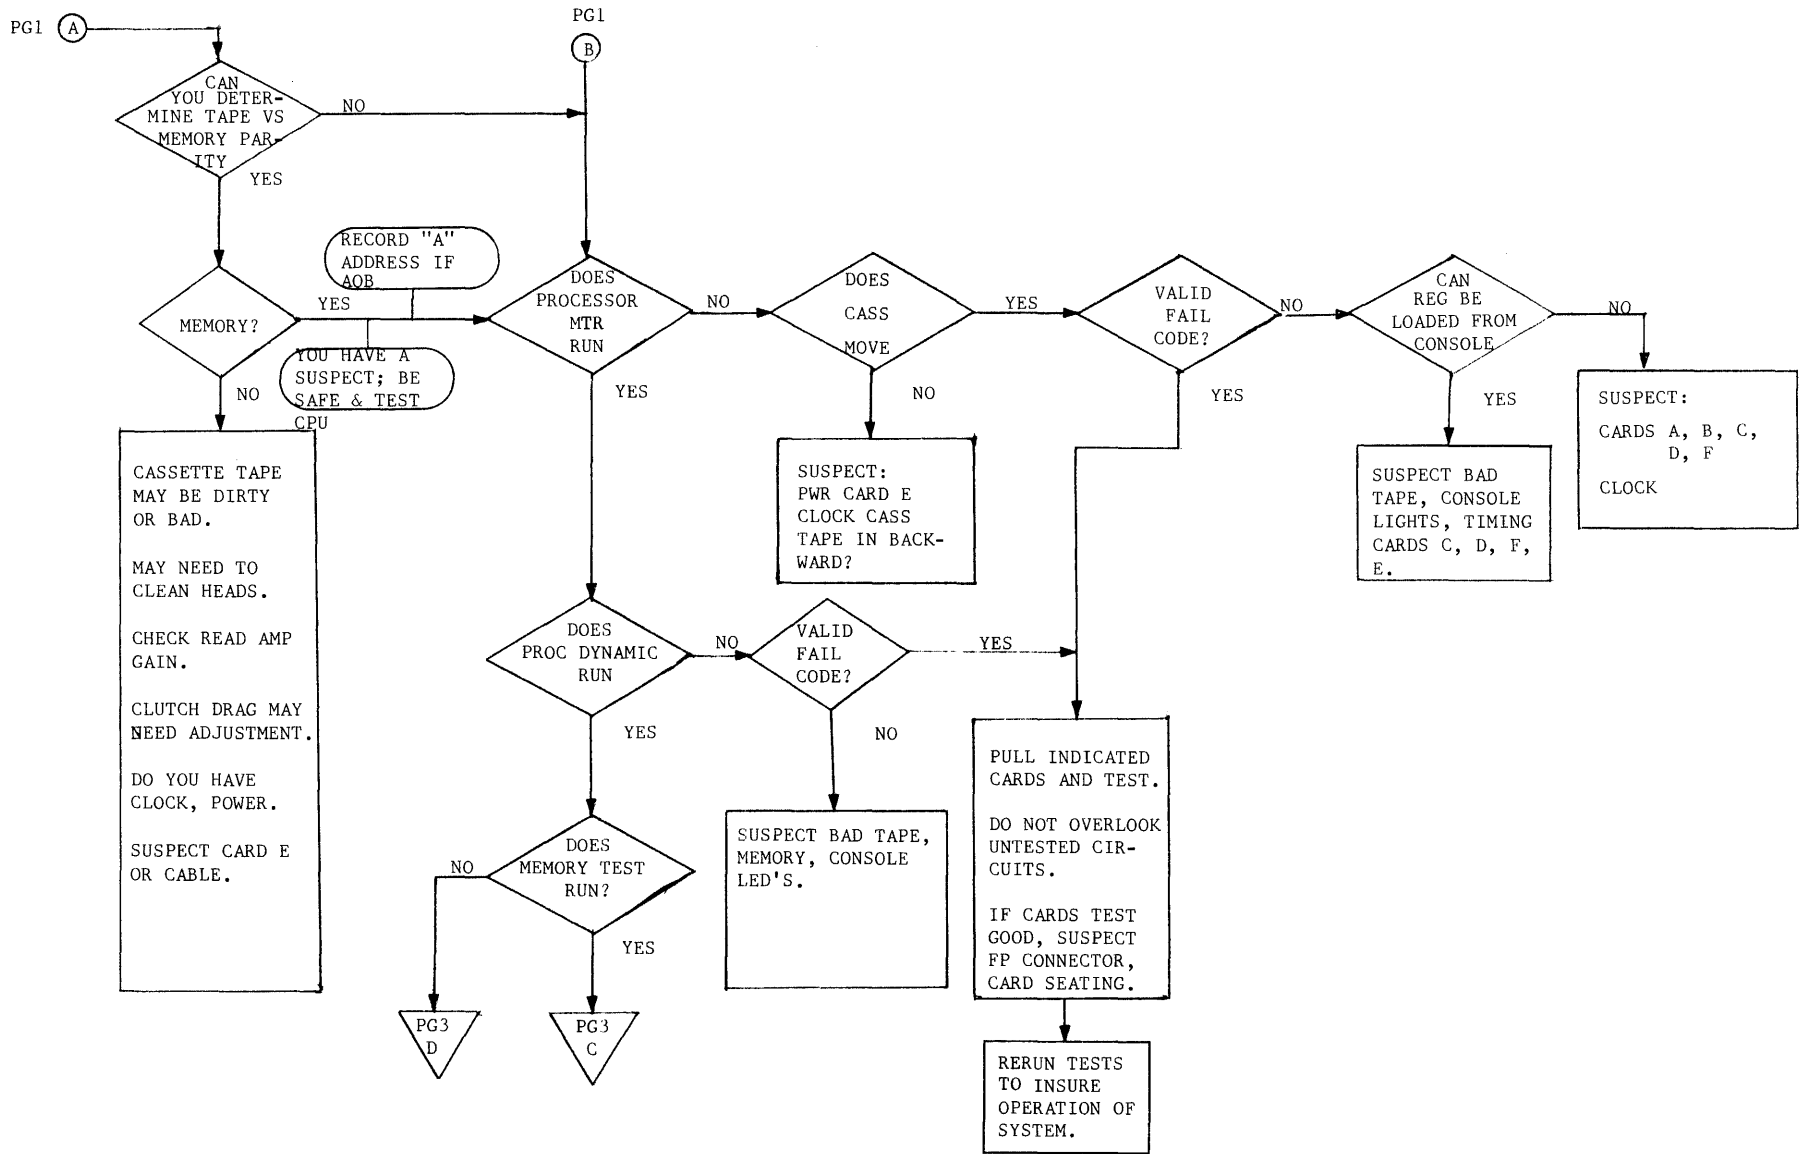 PG1 A
PG1
B
CAN
YOU DETER-
MINE TAPE VS
MEMORY PAR-
ITY
NO
YES
MEMORY?
YES
NO
RECORD "A"
ADDRESS IF
AOB
YOU HAVE A
SUSPECT; BE
SAFE & TEST
CPU
CASSETTE TAPE
MAY BE DIRTY
OR BAD.
MAY NEED TO
CLEAN HEADS.
CHECK READ AMP
GAIN.
CLUTCH DRAG MAY
NEED ADJUSTMENT.
DO YOU HAVE
CLOCK, POWER.
SUSPECT CARD E
OR CABLE.
DOES
PROCESSOR
MTR
RUN
NO
YES
DOES
CASS
MOVE
YES
NO
SUSPECT:
PWR CARD E
CLOCK CASS
TAPE IN BACK-
WARD?
VALID
FAIL
CODE?
NO
YES
CAN
REG BE
LOADED FROM
CONSOLE
NO
YES
SUSPECT BAD
TAPE, CONSOLE
LIGHTS, TIMING
CARDS C, D, F,
E.
SUSPECT:
CARDS A, B, C,
D, F
CLOCK
DOES
PROC DYNAMIC
RUN
NO
YES
VALID
FAIL
CODE?
YES
NO
SUSPECT BAD TAPE,
MEMORY, CONSOLE
LED'S.
DOES
MEMORY TEST
RUN?
NO
YES
PG3
D
PG3
C
PULL INDICATED
CARDS AND TEST.
DO NOT OVERLOOK
UNTESTED CIR-
CUITS.
IF CARDS TEST
GOOD, SUSPECT
FP CONNECTOR,
CARD SEATING.
RERUN TESTS
TO INSURE
OPERATION OF
SYSTEM.